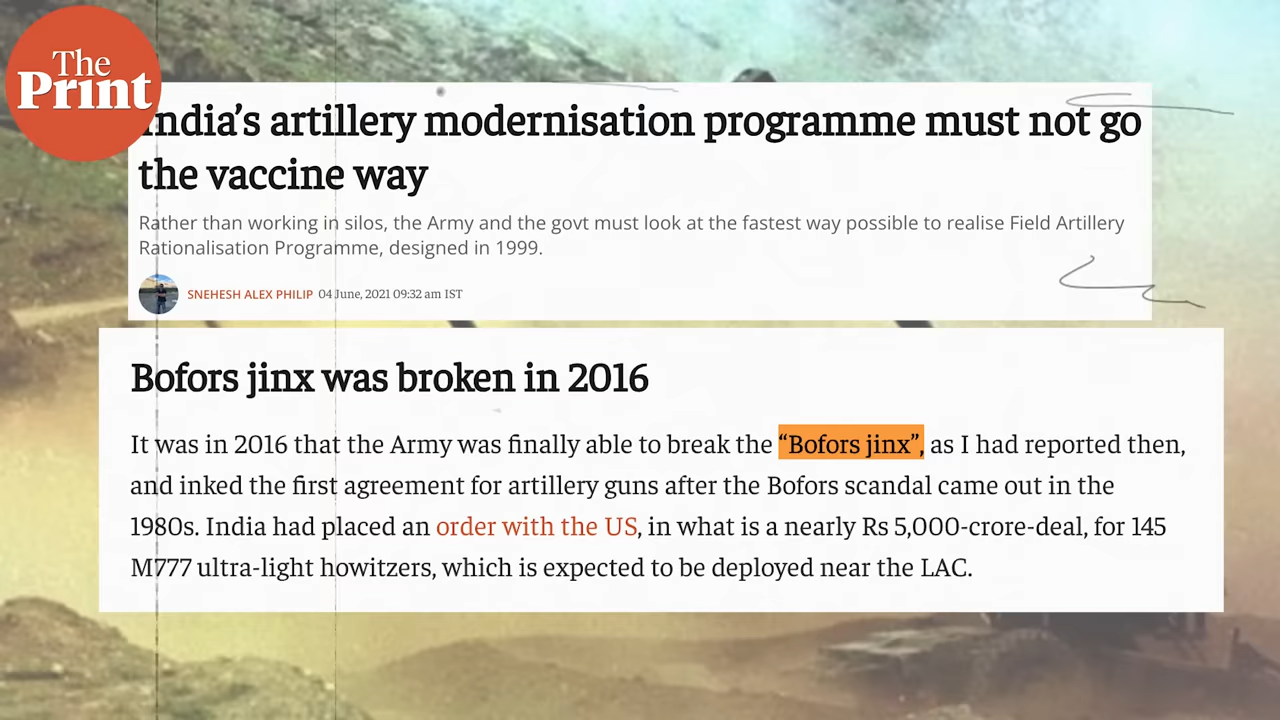 The
Print
India’s artillery modernisation programme must not go
the vaccine way
Rather than working in silos, the Army and the govt must look at the fastest way possible to realise Field Artillery
Rationalisation Programme, designed in 1999.
SNEHESH ALEX PHILIP 04 June, 2021 09:32 am IST
Bofors jinx was broken in 2016
It was in 2016 that the Army was finally able to break the “Bofors jinx”, as I had reported then,
and inked the first agreement for artillery guns after the Bofors scandal came out in the
1980s. India had placed an order with the US, in what is a nearly Rs 5,000-crore-deal, for 145
M777 ultra-light howitzers, which is expected to be deployed near the LAC.